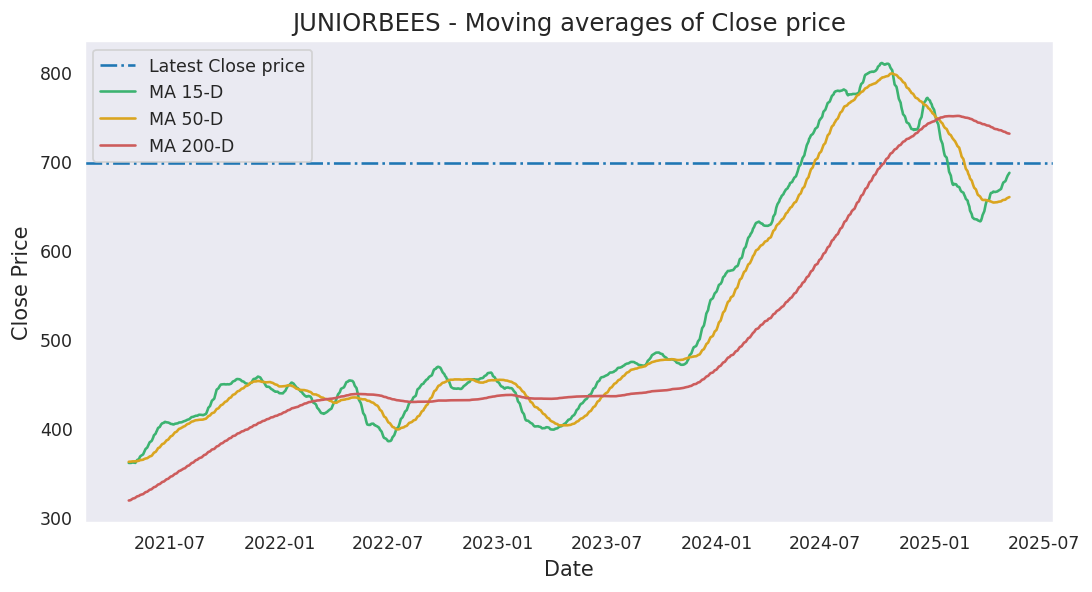 JUNIORBEES - Moving averages of Close price
Latest Close price
MA 15-D
MA 50-D
MA 200-D
800
700
600
500
400
300
Close Price
2021-07 2022-01 2022-07 2023-01 2023-07 2024-01 2024-07 2025-01 2025-07
Date